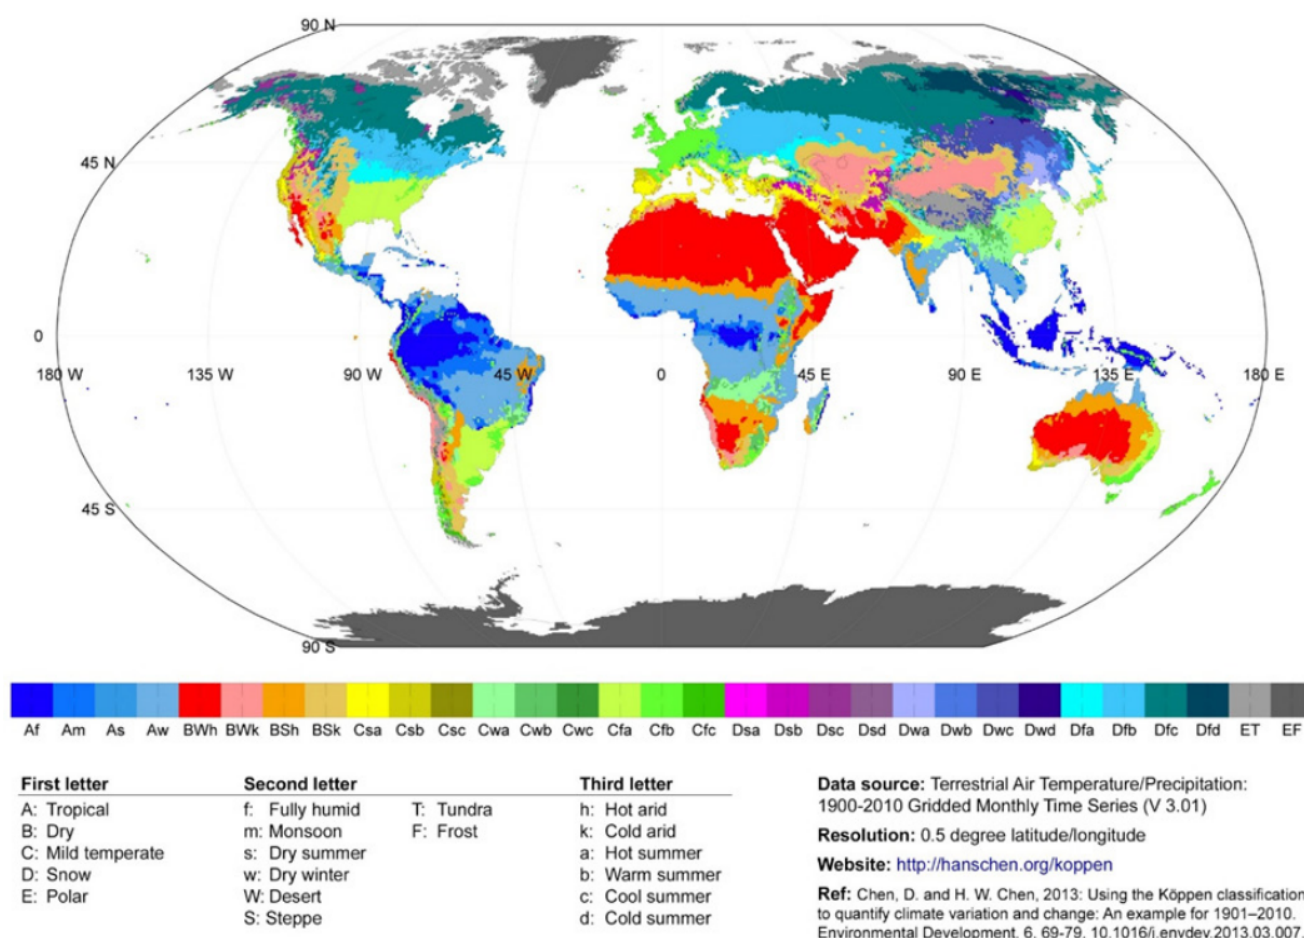 90 N
45 N
0
180 W 135 W 90 W 45 W 0 45 E 90 E 135 E 180 E
45 S
90 S
Af Am As Aw BWh BWk BSh BSk Csa Csb Csc Cwa Cwb Cwc Cfa Cfb Cfc Dsa Dsb Dsc Dsd Dwa Dwb Dwc Dwd Dfa Dfb Dfc Dfd ET EF
First letter
A: Tropical
B: Dry
C: Mild temperate
D: Snow
E: Polar
Second letter
f: Fully humid
m: Monsoon
s: Dry summer
w: Dry winter
W: Desert
S: Steppe
T: Tundra
F: Frost
Third letter
h: Hot arid
k: Cold arid
a: Hot summer
b: Warm summer
c: Cool summer
d: Cold summer
Data source: Terrestrial Air Temperature/Precipitation:
1900-2010 Gridded Monthly Time Series (V 3.01)
Resolution: 0.5 degree latitude/longitude
Website: http://hanschen.org/koppen
Ref: Chen, D. and H. W. Chen, 2013: Using the Köppen classification
to quantify climate variation and change: An example for 1901–2010.
Environmental Development, 6, 69-79, 10.1016/j.envdev.2013.03.007.